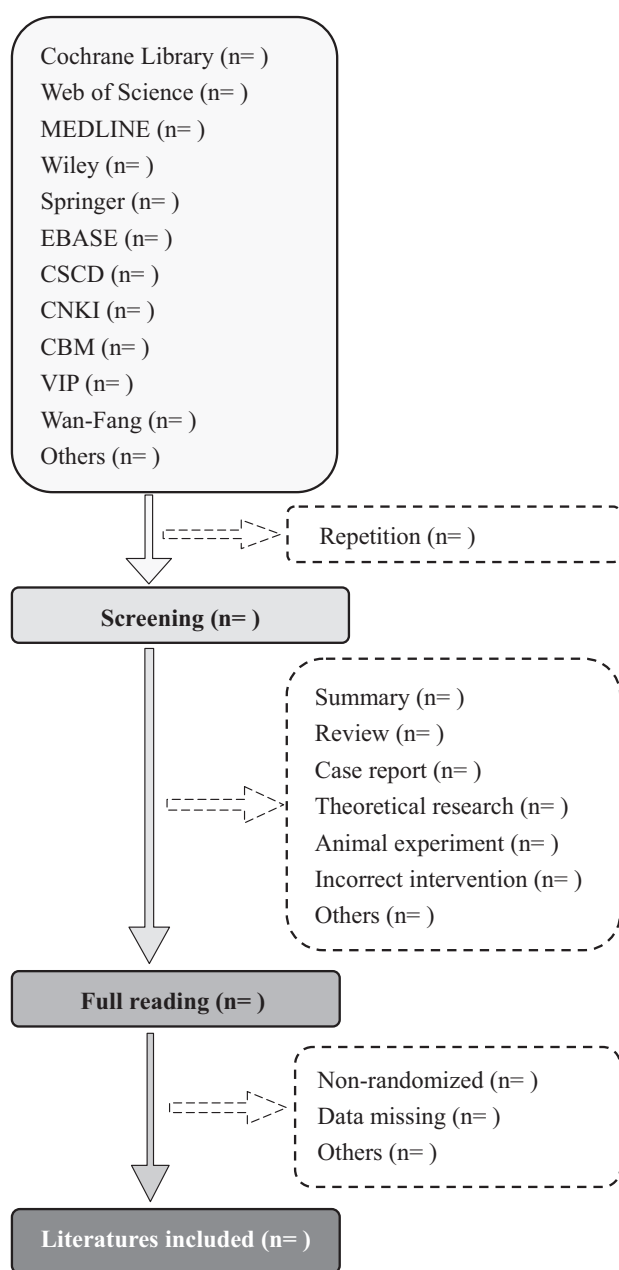 Cochrane Library (n= )
Web of Science (n= )
MEDLINE (n= )
Wiley (n= )
Springer (n= )
EBASE (n= )
CSCD (n= )
CNKI (n= )
CBM (n= )
VIP (n= )
Wan-Fang (n= )
Others (n= )
Repetition (n= )
Screening (n= )
Summary (n= )
Review (n= )
Case report (n= )
Theoretical research (n= )
Animal experiment (n= )
Incorrect intervention (n= )
Others (n= )
Full reading (n= )
Non-randomized (n= )
Data missing (n= )
Others (n= )
Literatures included (n= )